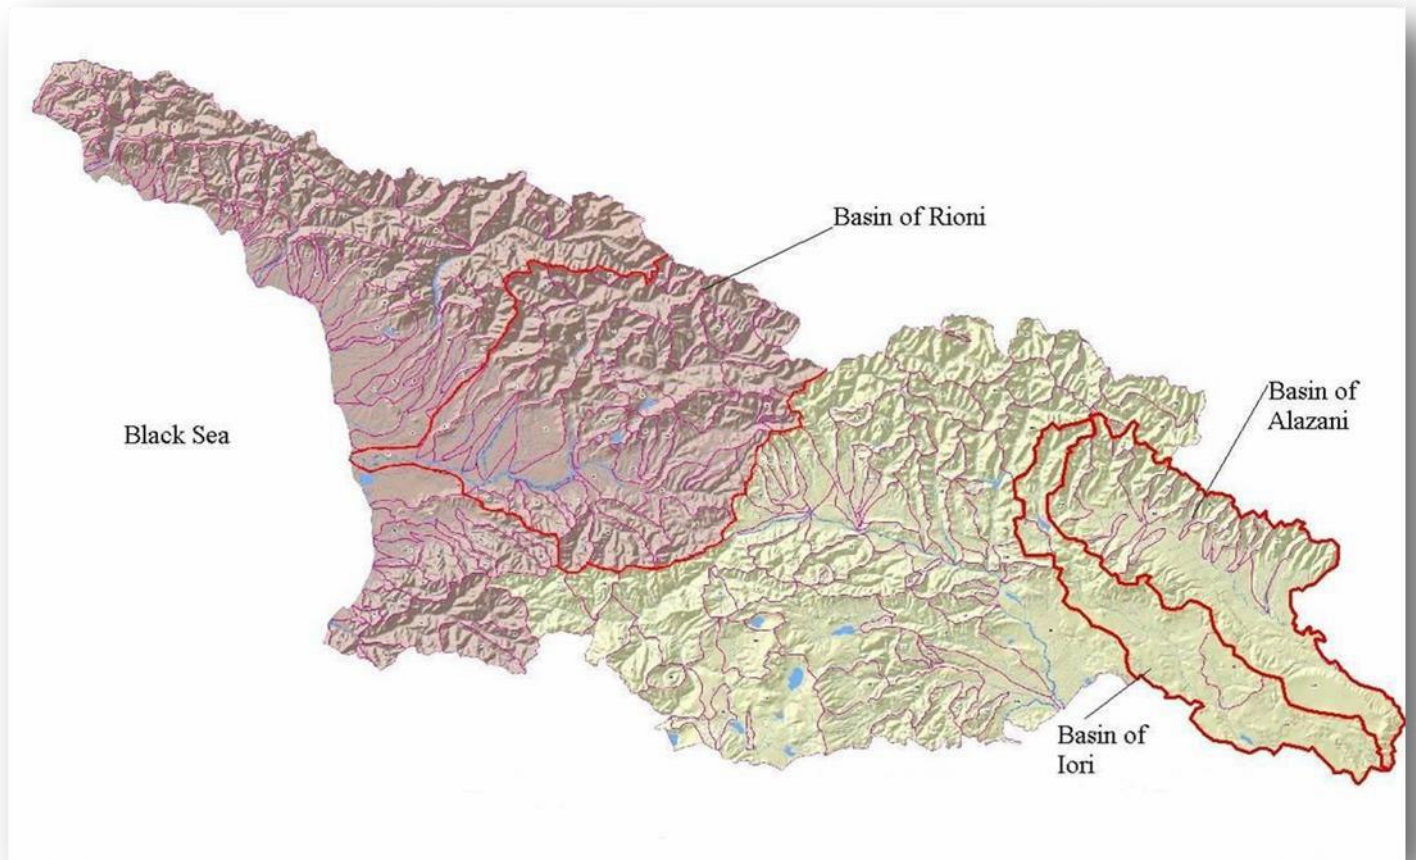 Basin of Rioni
Basin of
Alazani
Black Sea
Basin of
Iori